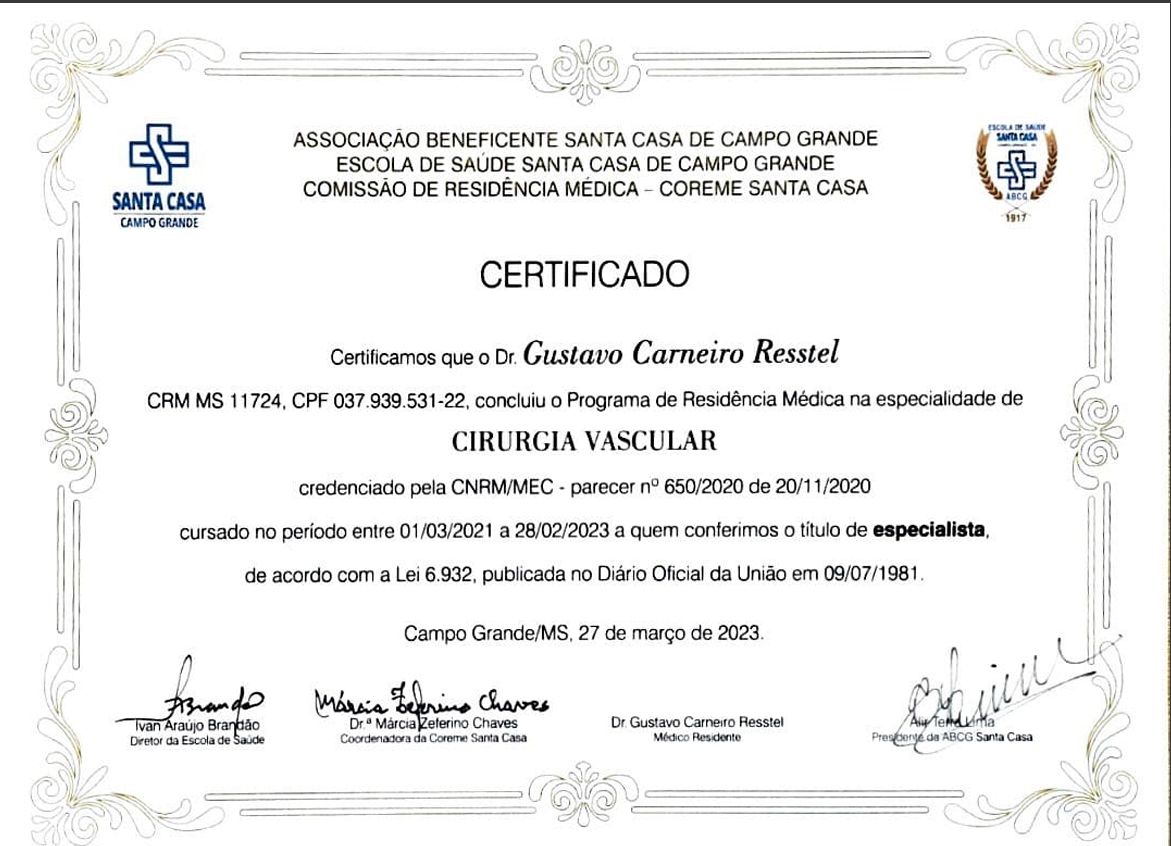 SANTA CASA
CAMPO GRANDE
ASSOCIAÇÃO BENEFICENTE SANTA CASA DE CAMPO GRANDE
ESCOLA DE SAÚDE SANTA CASA DE CAMPO GRANDE
COMISSÃO DE RESIDÊNCIA MÉDICA – COREME SANTA CASA
ESCOLA DE SAÚDE
SANTA CASA
ABCG
1917
CERTIFICADO
Certificamos que o Dr. Gustavo Carneiro Resstel
CRM MS 11724, CPF 037.939.531-22, concluiu o Programa de Residência Médica na especialidade de
CIRURGIA VASCULAR
credenciado pela CNRM/MEC - parecer nº 650/2020 de 20/11/2020
cursado no período entre 01/03/2021 a 28/02/2023 a quem conferimos o título de especialista,
de acordo com a Lei 6.932, publicada no Diário Oficial da União em 09/07/1981.
Campo Grande/MS, 27 de março de 2023.
Márcia Zeferino Chaves
Ivan Araújo Brandão
Diretor da Escola de Saúde
Dr.ª Márcia Zeferino Chaves
Coordenadora da Coreme Santa Casa
Dr. Gustavo Carneiro Resstel
Médico Residente
Presidente da ABCG Santa Casa